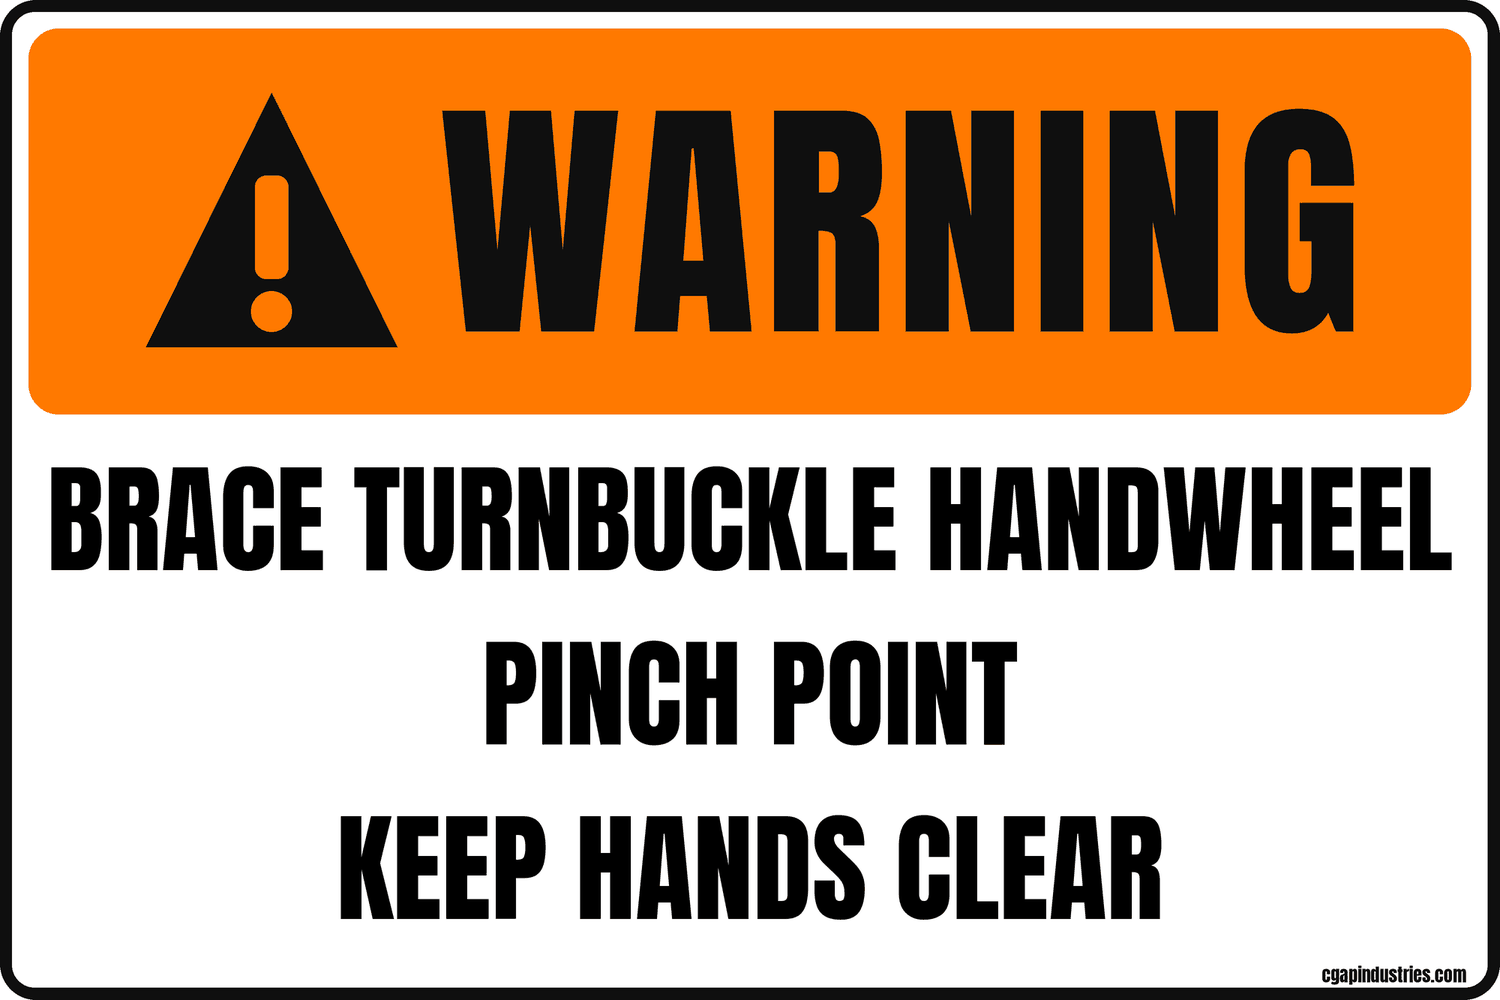 WARNING
BRACE TURNBUCKLE HANDWHEEL
PINCH POINT
KEEP HANDS CLEAR
cgapindustries.com